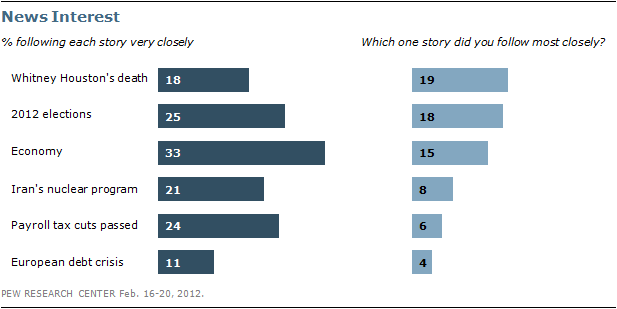 News Interest
% following each story very closely Which one story did you follow most closely?
Whitney Houston's death 18 19
2012 elections 25 18
Economy 33 15
Iran's nuclear program 21 8
Payroll tax cuts passed 24 6
European debt crisis 11 4
PEW RESEARCH CENTER Feb. 16-20, 2012.